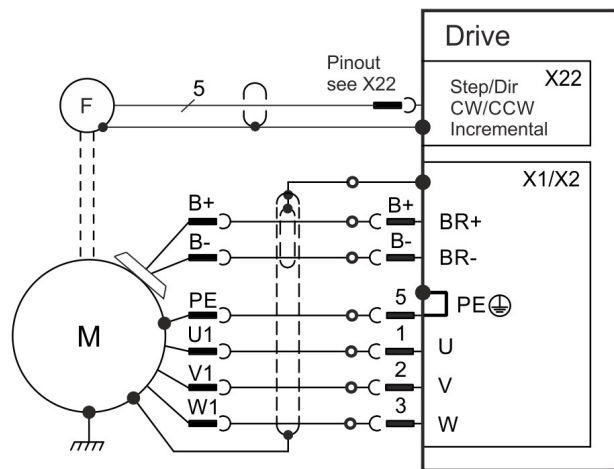 Drive
Pinout
see X22
X22
F
5
Step/Dir
CW/CCW
Incremental
X1/X2
B+
B+
BR+
B-
B-
BR-
PE
5
PE
M
U1
1
U
V1
2
V
W1
3
W